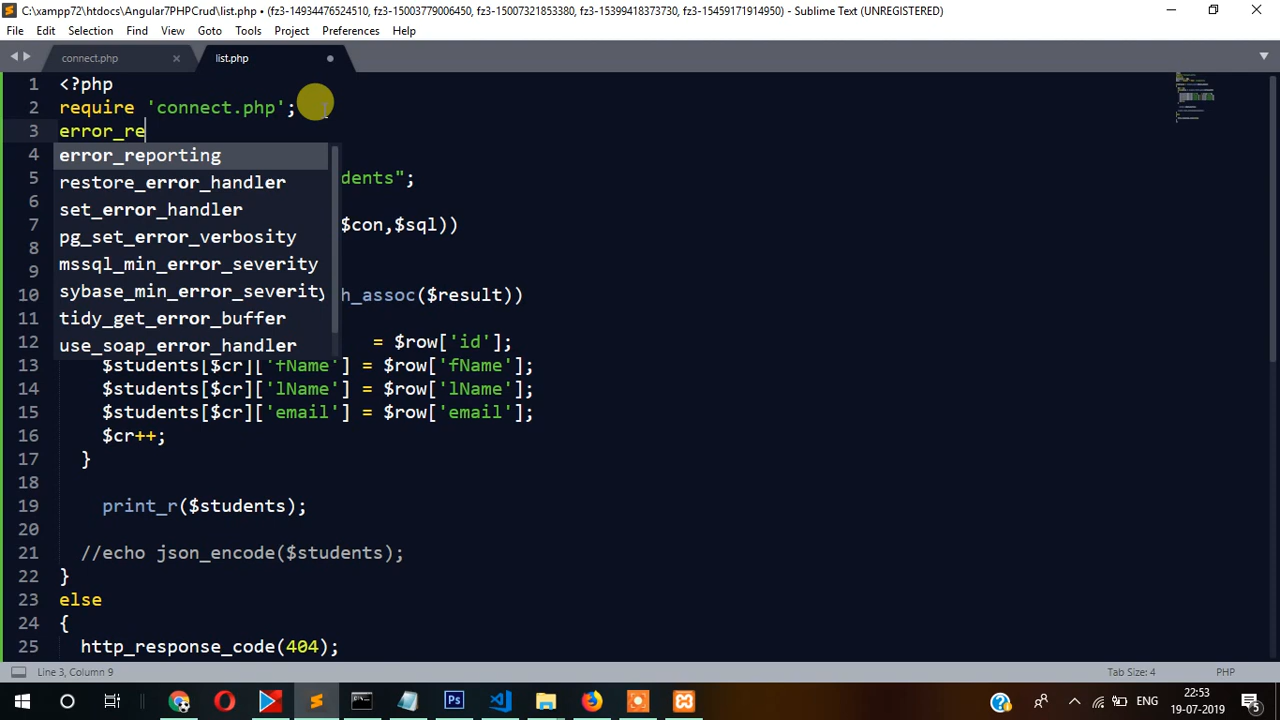 C:\xampp72\htdocs\Angular7PHPCrud\list.php • (fz3-14934476524510, fz3-15003779206450, fz3-15007321853380, fz3-15399418373730, fz3-15459171914950) - Sublime Text (UNREGISTERED)
File Edit Selection Find View Goto Tools Project Preferences Help
connect.php list.php
1 <?php
2 require 'connect.php';
3 error_re
4 error_reporting
restore_error_handler
5 dents";
6 set_error_handler
7 $con,$sql))
8 pg_set_error_verbosity
9 mssql_min_error_severity
10 h_assoc($result))
sybase_min_error_severity
11 tidy_get_error_buffer
12 use_soap_error_handler = $row['id'];
13 $students[$cr]['fName'] = $row['fName'];
14 $students[$cr]['lName'] = $row['lName'];
15 $students[$cr]['email'] = $row['email'];
16 $cr++;
17 }
18
19 print_r($students);
20
21 //echo json_encode($students);
22 }
23 else
24 {
25 http_response_code(404);
Line 3, Column 9 Tab Size: 4 PHP
ENG 22:53 19-07-2019 5